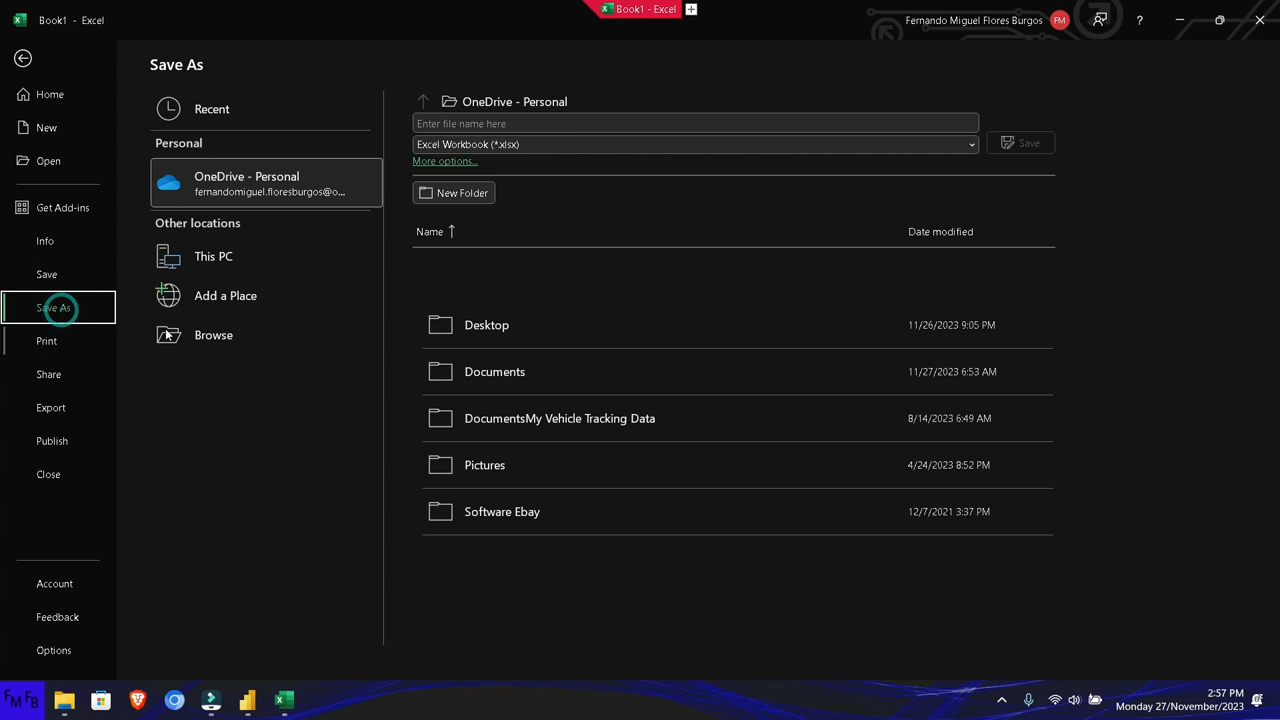 Book1 - Excel
Book1 - Excel
Fernando Miguel Flores Burgos
FM
?
Home
New
Open
Get Add-ins
Info
Save
Save As
Print
Share
Export
Publish
Close
Account
Feedback
Options
Save As
Recent
Personal
OneDrive - Personal
fernandomiguel.floresburgos@o...
Other locations
This PC
Add a Place
Browse
OneDrive - Personal
Enter file name here
Excel Workbook (*.xlsx)
Save
More options...
New Folder
Name
Date modified
Desktop 11/26/2023 9:05 PM
Documents 11/27/2023 6:53 AM
DocumentsMy Vehicle Tracking Data 8/14/2023 6:49 AM
Pictures 4/24/2023 8:52 PM
Software Ebay 12/7/2021 3:37 PM
FM FB
2:57 PM
Monday 27/November/2023